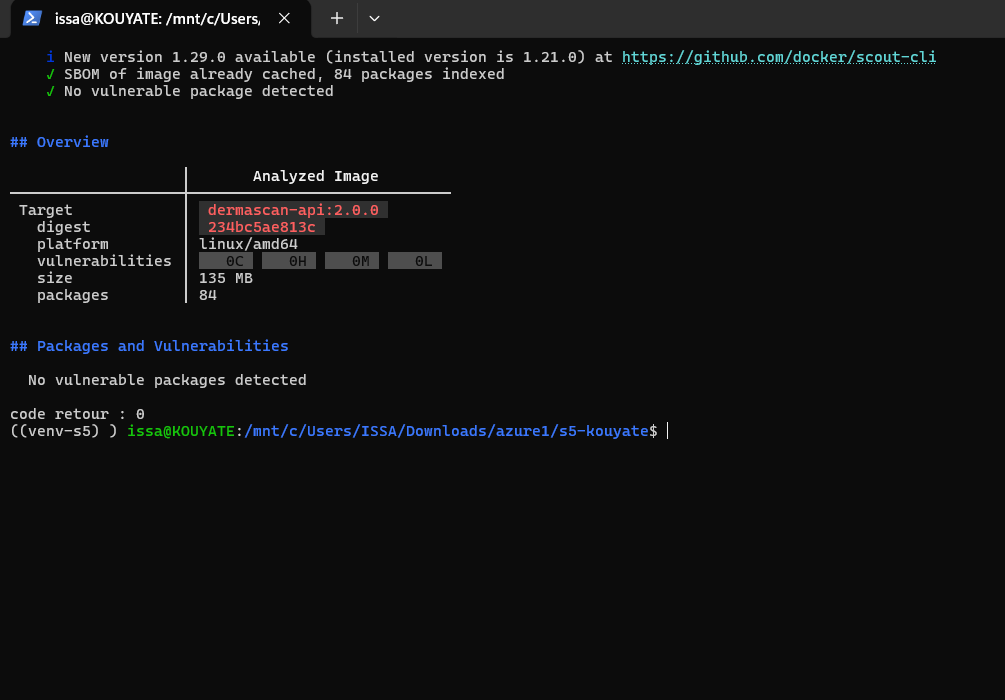 issa@KOUYATE: /mnt/c/Users,
i New version 1.29.0 available (installed version is 1.21.0) at https://github.com/docker/scout-cli
✓ SBOM of image already cached, 84 packages indexed
✓ No vulnerable package detected
## Overview
Analyzed Image
Target dermascan-api:2.0.0
digest 234bc5ae813c
platform linux/amd64
vulnerabilities 0C 0H 0M 0L
size 135 MB
packages 84
## Packages and Vulnerabilities
No vulnerable packages detected
code retour : 0
((venv-s5) ) issa@KOUYATE:/mnt/c/Users/ISSA/Downloads/azure1/s5-kouyate$